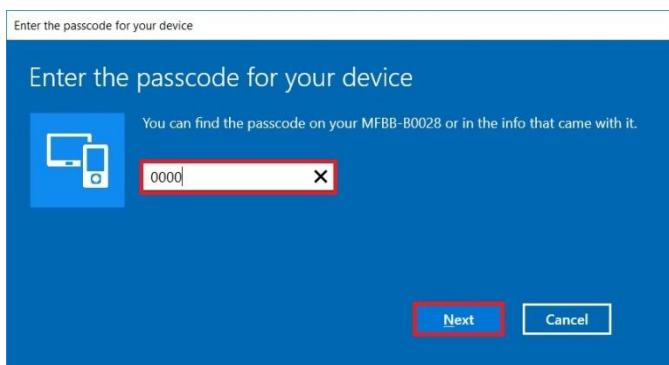 Enter the passcode for your device
Enter the passcode for your device
You can find the passcode on your MFBB-B0028 or in the info that came with it.
0000
Next
Cancel